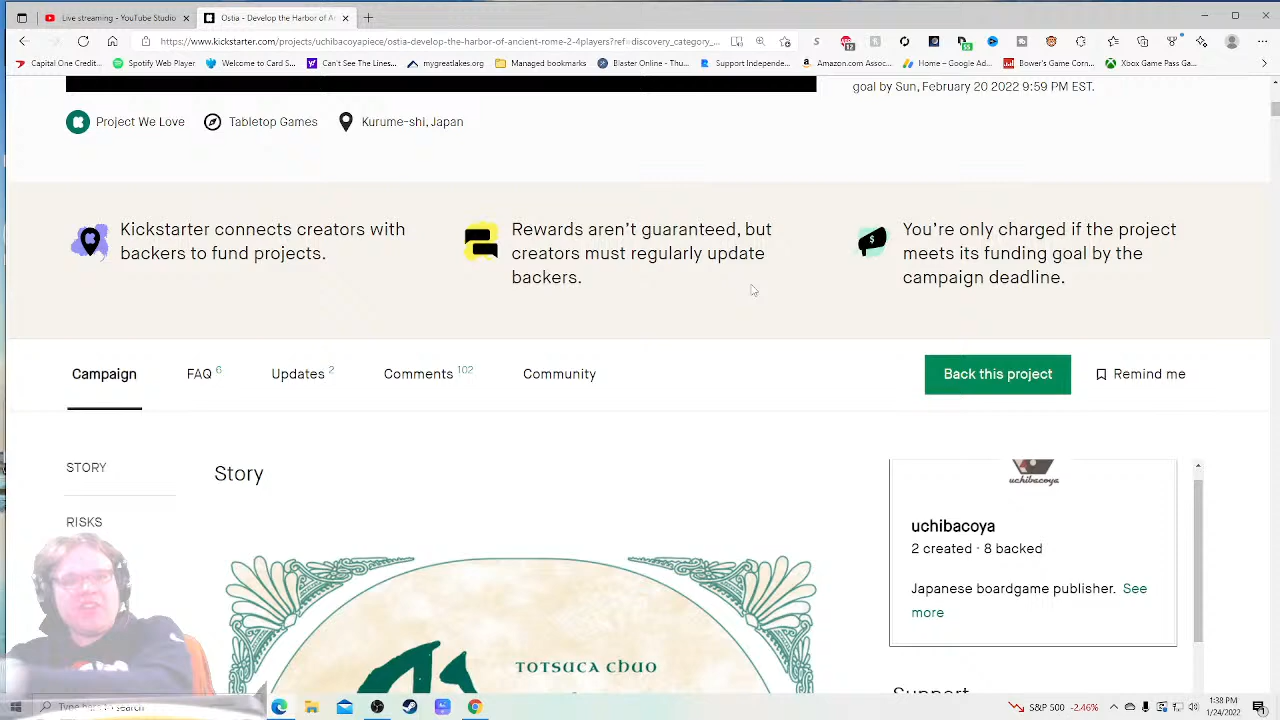 Live streaming - YouTube Studio
Ostia - Develop the Harbor of An
https://www.kickstarter.com/projects/uchibacoyapiece/ostia-develop-the-harbor-of-ancient-rome-2-4players?ref=discovery_category_...
Capital One Credit...
Spotify Web Player
Welcome to Card S...
Can't See The Lines...
mygreatlakes.org
Managed bookmarks
Blaster Online - Thu...
Support Independe...
Amazon.com Assoc...
Home – Google Ad...
Bower's Game Corn...
Xbox Game Pass Ga...
goal by Sun, February 20 2022 9:59 PM EST.
Project We Love
Tabletop Games
Kurume-shi, Japan
Kickstarter connects creators with
backers to fund projects.
Rewards aren't guaranteed, but
creators must regularly update
backers.
You're only charged if the project
meets its funding goal by the
campaign deadline.
Campaign
FAQ 6
Updates 2
Comments 102
Community
Back this project
Remind me
STORY
RISKS
Story
uchibacoya
uchibacoya
2 created · 8 backed
Japanese boardgame publisher. See
more
TOTSUCA CHUO
Support
Type here to search
S&P 500 -2.46%
1:38 PM
1/24/2022